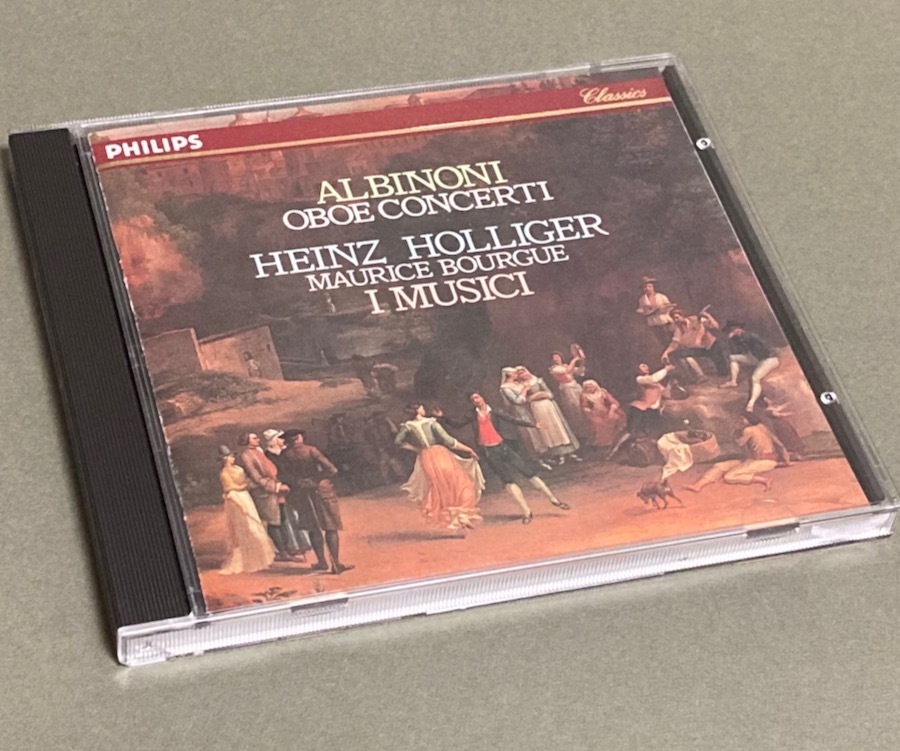 PHILIPS
Classics
ALBINONI
OBOE CONCERTI
HEINZ HOLLIGER
MAURICE BOURGUE
I MUSICI